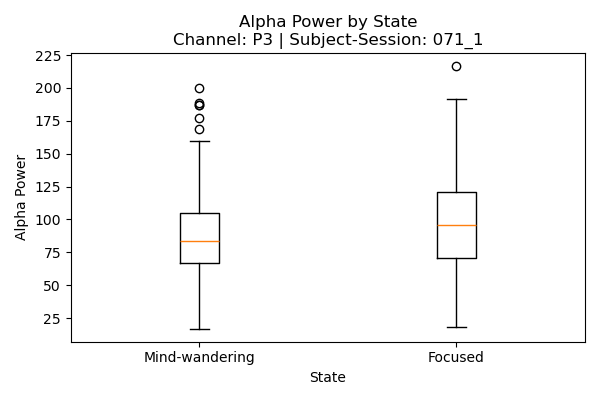 Alpha Power by State
Channel: P3 | Subject-Session: 071_1
225
200
175
150
125
100
75
50
25
Alpha Power
Mind-wandering
Focused
State